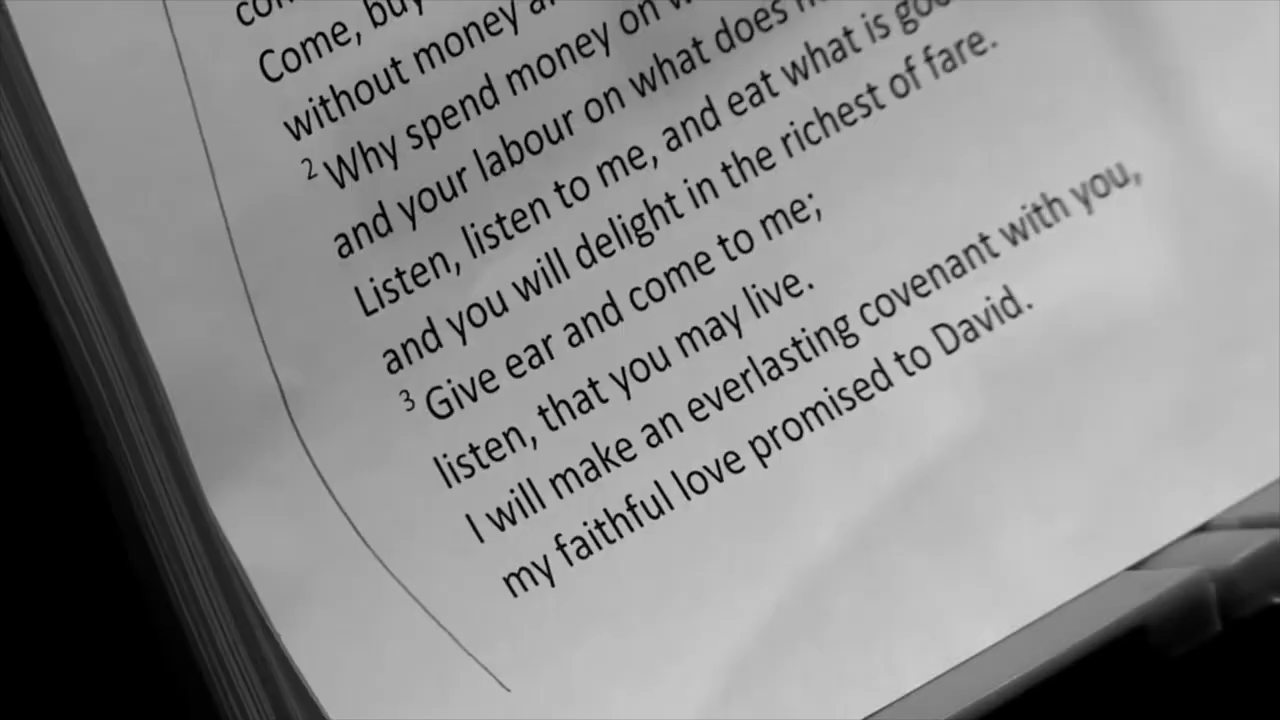 Come, buy
without money
² Why spend money on
and your labour on what does
Listen, listen to me, and eat what is
and you will delight in the richest of fare.
³ Give ear and come to me;
listen, that you may live.
I will make an everlasting covenant with you,
my faithful love promised to David.